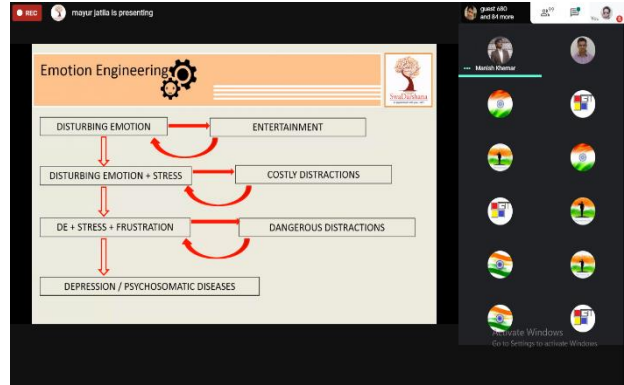 REC
mayur jatila is presenting
guest 680
and 84 more
Emotion Engineering
DISTURBING EMOTION
ENTERTAINMENT
DISTURBING EMOTION + STRESS
COSTLY DISTRACTIONS
DE + STRESS + FRUSTRATION
DANGEROUS DISTRACTIONS
DEPRESSION / PSYCHOSOMATIC DISEASES
Manish Khemar
Activate Windows
Go to Settings to activate Windows.